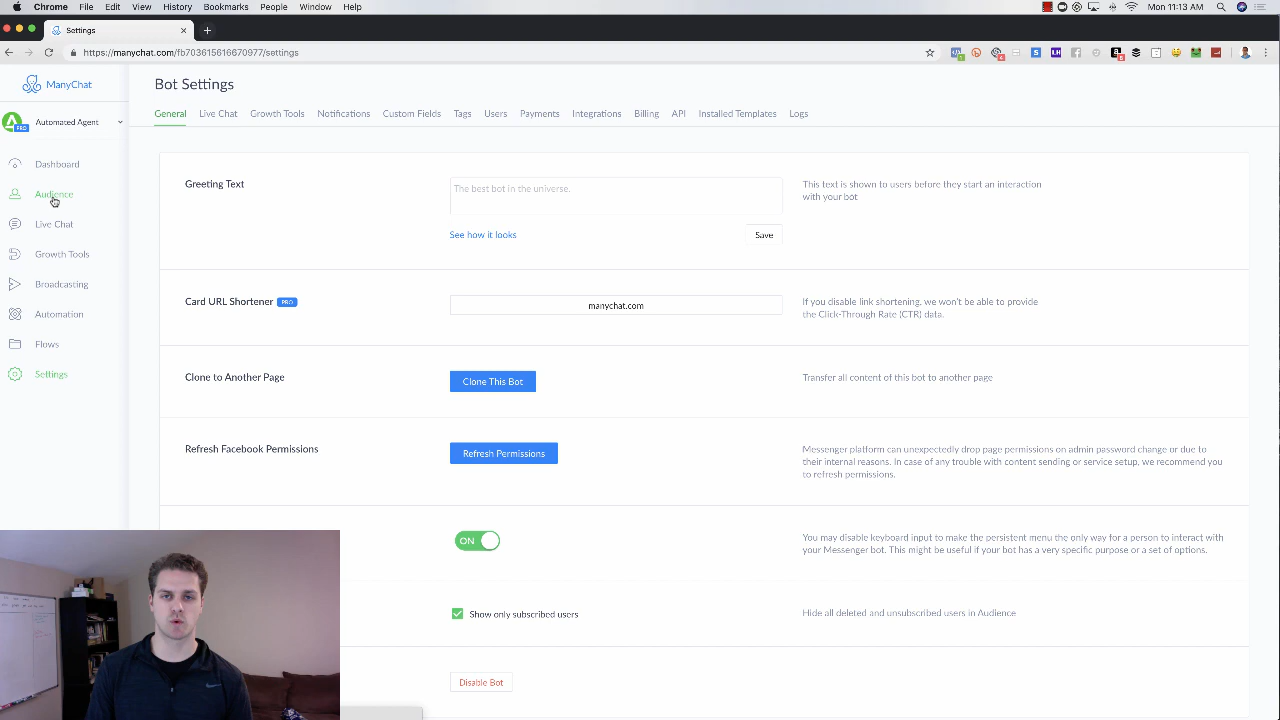 Chrome File Edit View History Bookmarks People Window Help
Mon 11:13 AM
Settings
https://manychat.com/fb703615616670977/settings
ManyChat
Automated Agent
PRO
Dashboard
Audience
Live Chat
Growth Tools
Broadcasting
Automation
Flows
Settings
Bot Settings
General Live Chat Growth Tools Notifications Custom Fields Tags Users Payments Integrations Billing API Installed Templates Logs
Greeting Text
The best bot in the universe.
See how it looks
Save
This text is shown to users before they start an interaction
with your bot
Card URL Shortener PRO
manychat.com
If you disable link shortening, we won't be able to provide
the Click-Through Rate (CTR) data.
Clone to Another Page
Clone This Bot
Transfer all content of this bot to another page
Refresh Facebook Permissions
Refresh Permissions
Messenger platform can unexpectedly drop page permissions on admin password change or due to
their internal reasons. In case of any trouble with content sending or service setup, we recommend you
to refresh permissions.
ON
You may disable keyboard input to make the persistent menu the only way for a person to interact with
your Messenger bot. This might be useful if your bot has a very specific purpose or a set of options.
Show only subscribed users
Hide all deleted and unsubscribed users in Audience
Disable Bot